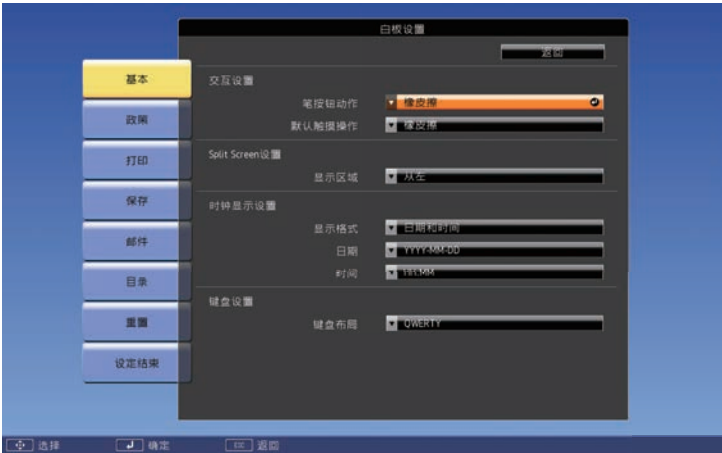 白板设置
返回
基本
政策
打印
保存
邮件
目录
重置
设定结束
交互设置
笔按钮动作 橡皮擦
默认触摸操作 橡皮擦
Split Screen设置
显示区域 从左
时钟显示设置
显示格式 日期和时间
日期 YYYY-MM-DD
时间 HH:MM
键盘设置
键盘布局 QWERTY
选择 确定 ESC 返回